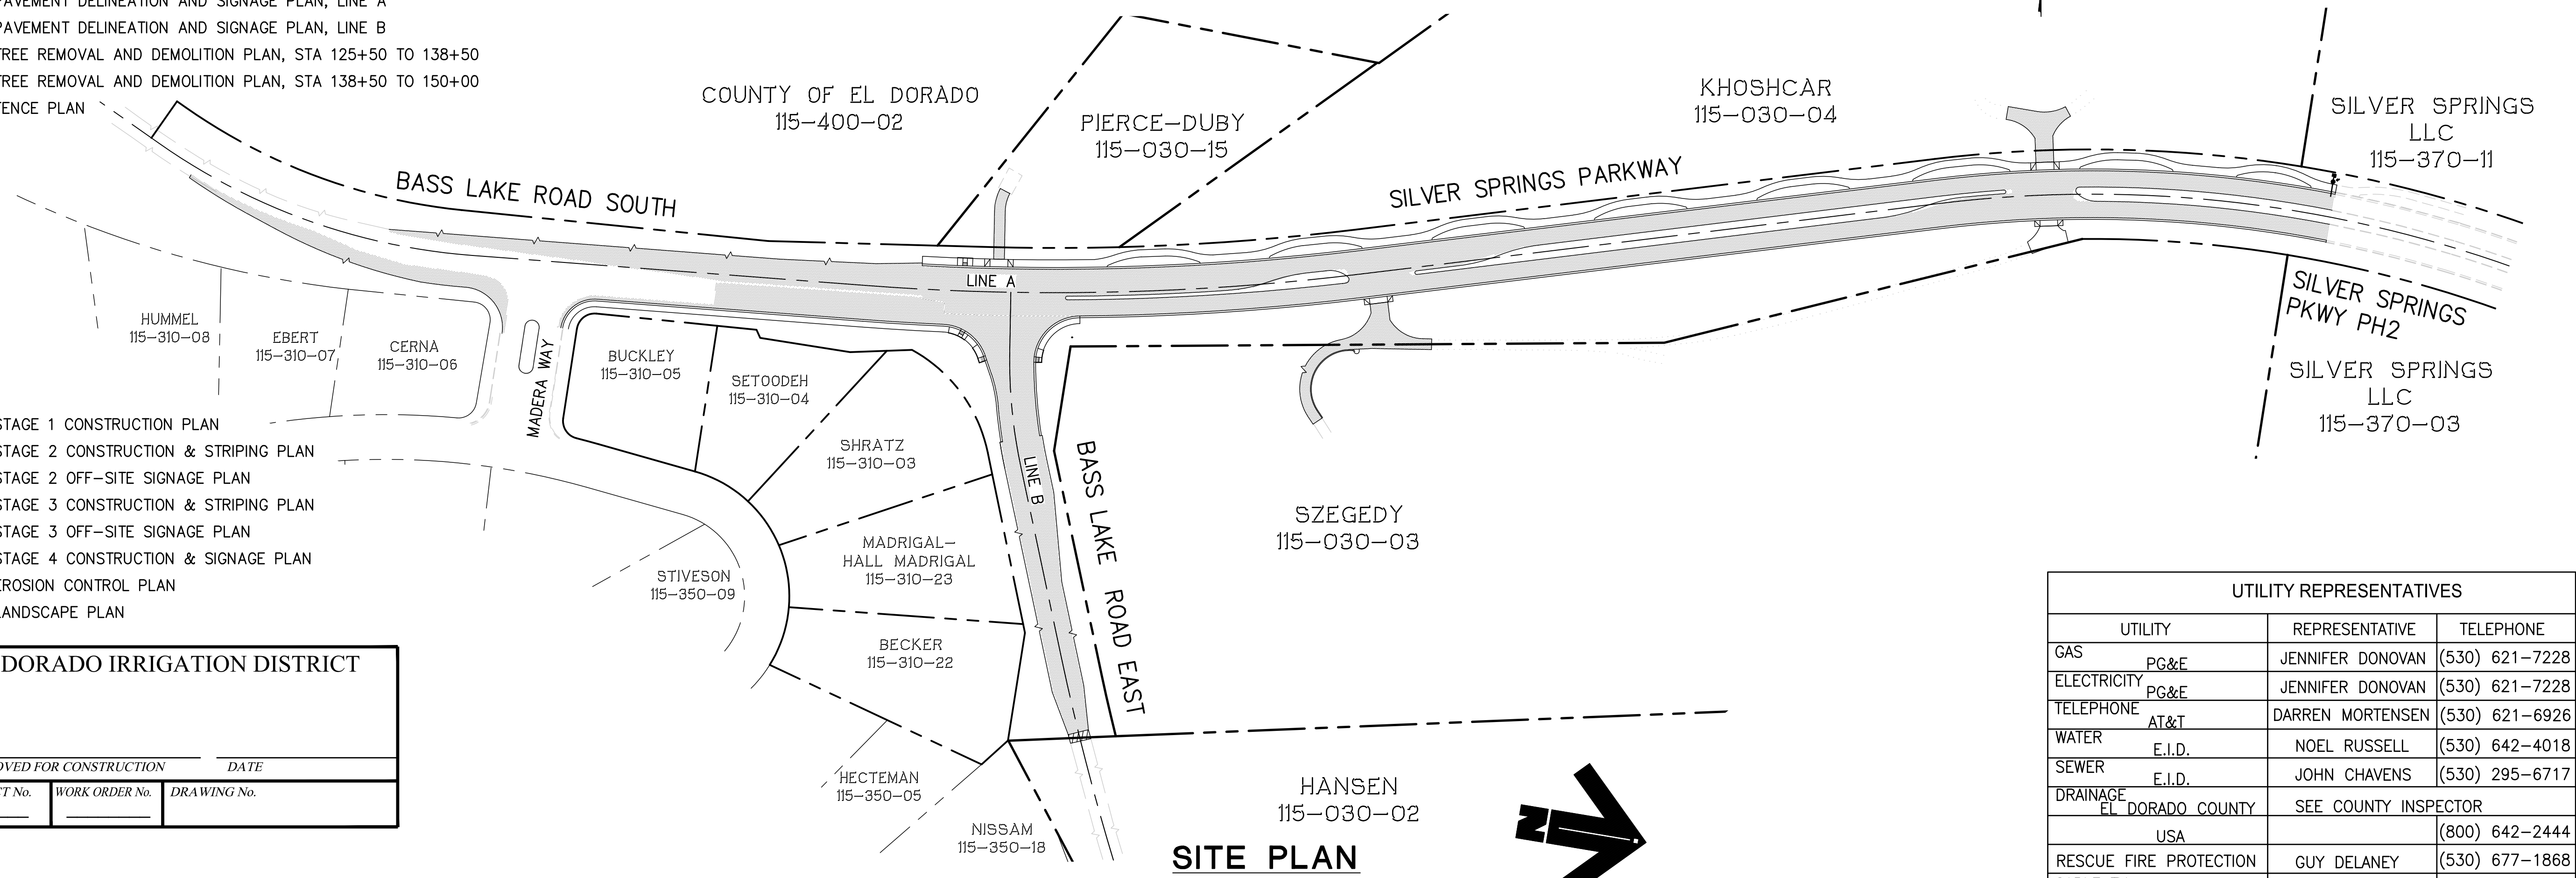 PAVEMENT DELINEATION AND SIGNAGE PLAN, LINE A
PAVEMENT DELINEATION AND SIGNAGE PLAN, LINE B
TREE REMOVAL AND DEMOLITION PLAN, STA 125+50 TO 138+50
TREE REMOVAL AND DEMOLITION PLAN, STA 138+50 TO 150+00
FENCE PLAN
COUNTY OF EL DORADO
115-400-02
PIERCE-DUBY
115-030-15
KHOSHCAR
115-030-04
SILVER SPRINGS
LLC
115-370-11
BASS LAKE ROAD SOUTH
SILVER SPRINGS PARKWAY
LINE A
SILVER SPRINGS
PKWY PH2
HUMMEL
115-310-08
EBERT
115-310-07
CERNA
115-310-06
MADERA WAY
BUCKLEY
115-310-05
SETOODEH
115-310-04
SHRATZ
115-310-03
SILVER SPRINGS
LLC
115-370-03
STAGE 1 CONSTRUCTION PLAN
STAGE 2 CONSTRUCTION & STRIPING PLAN
STAGE 2 OFF-SITE SIGNAGE PLAN
STAGE 3 CONSTRUCTION & STRIPING PLAN
STAGE 3 OFF-SITE SIGNAGE PLAN
STAGE 4 CONSTRUCTION & SIGNAGE PLAN
EROSION CONTROL PLAN
LANDSCAPE PLAN
LINE B
BASS LAKE ROAD EAST
SZEGEDY
115-030-03
MADRIGAL-
HALL MADRIGAL
115-310-23
STIVESON
115-350-09
BECKER
115-310-22
HECTEMAN
115-350-05
NISSAM
115-350-18
HANSEN
115-030-02
SITE PLAN
N
DORADO IRRIGATION DISTRICT
OVED FOR CONSTRUCTION DATE
CT No. WORK ORDER No. DRAWING No.
UTILITY REPRESENTATIVES
UTILITY REPRESENTATIVE TELEPHONE
GAS PG&E JENNIFER DONOVAN (530) 621-7228
ELECTRICITY PG&E JENNIFER DONOVAN (530) 621-7228
TELEPHONE AT&T DARREN MORTENSEN (530) 621-6926
WATER E.I.D. NOEL RUSSELL (530) 642-4018
SEWER E.I.D. JOHN CHAVENS (530) 295-6717
DRAINAGE EL DORADO COUNTY SEE COUNTY INSPECTOR
USA (800) 642-2444
RESCUE FIRE PROTECTION GUY DELANEY (530) 677-1868